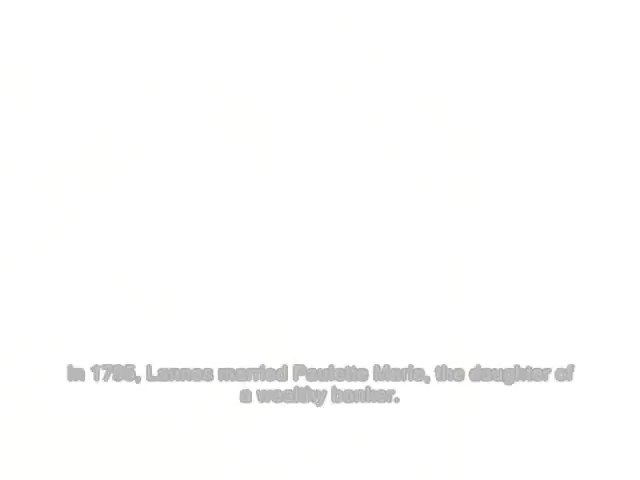 In 1795, Lannes married Paulette Marie, the daughter of
a wealthy banker.